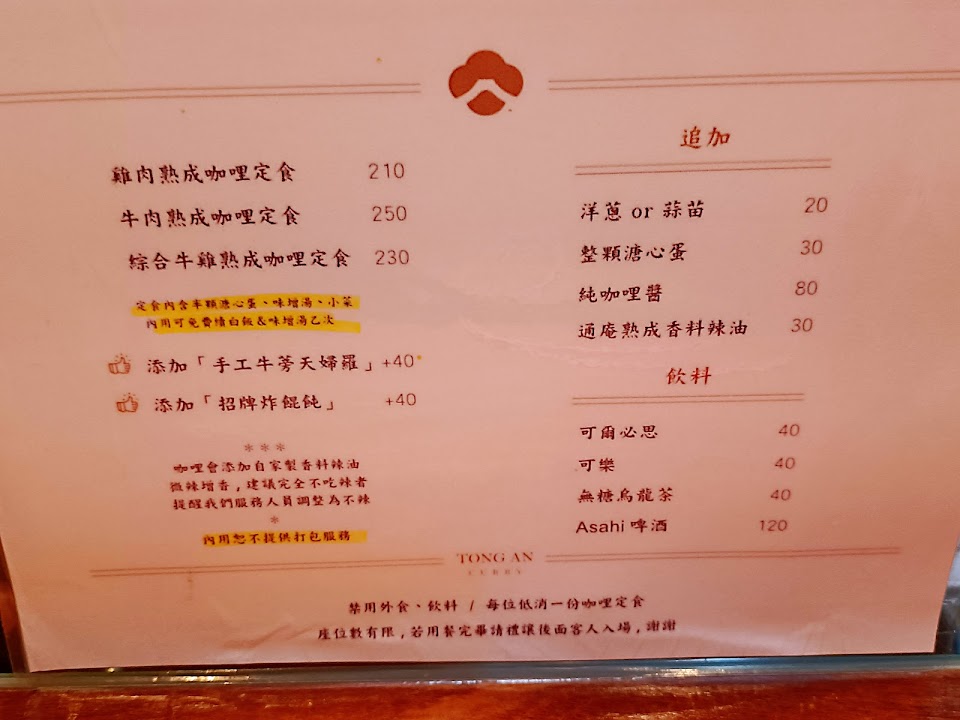 雞肉熟成咖哩定食 210
牛肉熟成咖哩定食 250
綜合牛雞熟成咖哩定食 230
定食內含半顆溏心蛋、味增湯、小菜
內用可免費續白飯&味增湯乙次
添加「手工牛蒡天婦羅」+40
添加「招牌炸餛飩」 +40
***
咖哩會添加自家製香料辣油
微辣增香，建議完全不吃辣者
提醒我們服務人員調整為不辣
*
內用恕不提供打包服務
追加
洋蔥 or 蒜苗 20
整顆溏心蛋 30
純咖哩醬 80
通庵熟成香料辣油 30
飲料
可爾必思 40
可樂 40
無糖烏龍茶 40
Asahi 啤酒 120
TONG AN
CURRY
禁用外食、飲料 / 每位低消一份咖哩定食
座位數有限，若用餐完畢請禮讓後面客人入場，謝謝